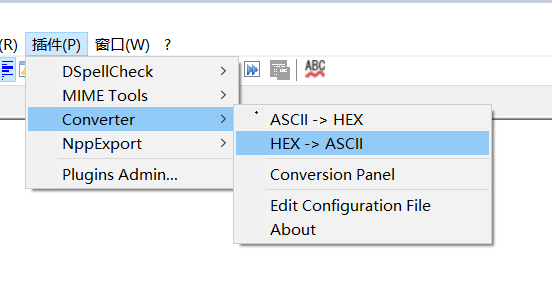 (R) 插件(P) 窗口(W) ?
ABC
DSpellCheck
MIME Tools
Converter
NppExport
Plugins Admin...
ASCII -> HEX
HEX -> ASCII
Conversion Panel
Edit Configuration File
About